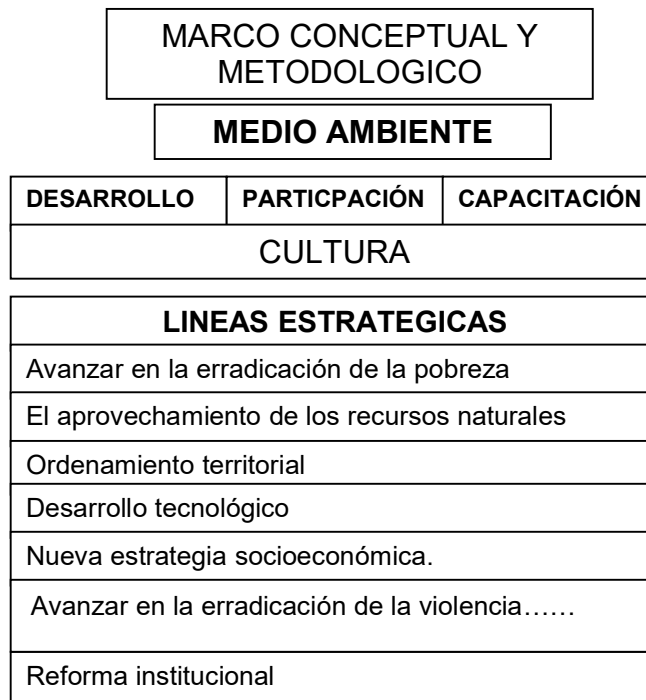 MARCO CONCEPTUAL Y
METODOLOGICO
MEDIO AMBIENTE
DESARROLLO PARTICPACIÓN CAPACITACIÓN
CULTURA
LINEAS ESTRATEGICAS
Avanzar en la erradicación de la pobreza
El aprovechamiento de los recursos naturales
Ordenamiento territorial
Desarrollo tecnológico
Nueva estrategia socioeconómica.
Avanzar en la erradicación de la violencia……
Reforma institucional